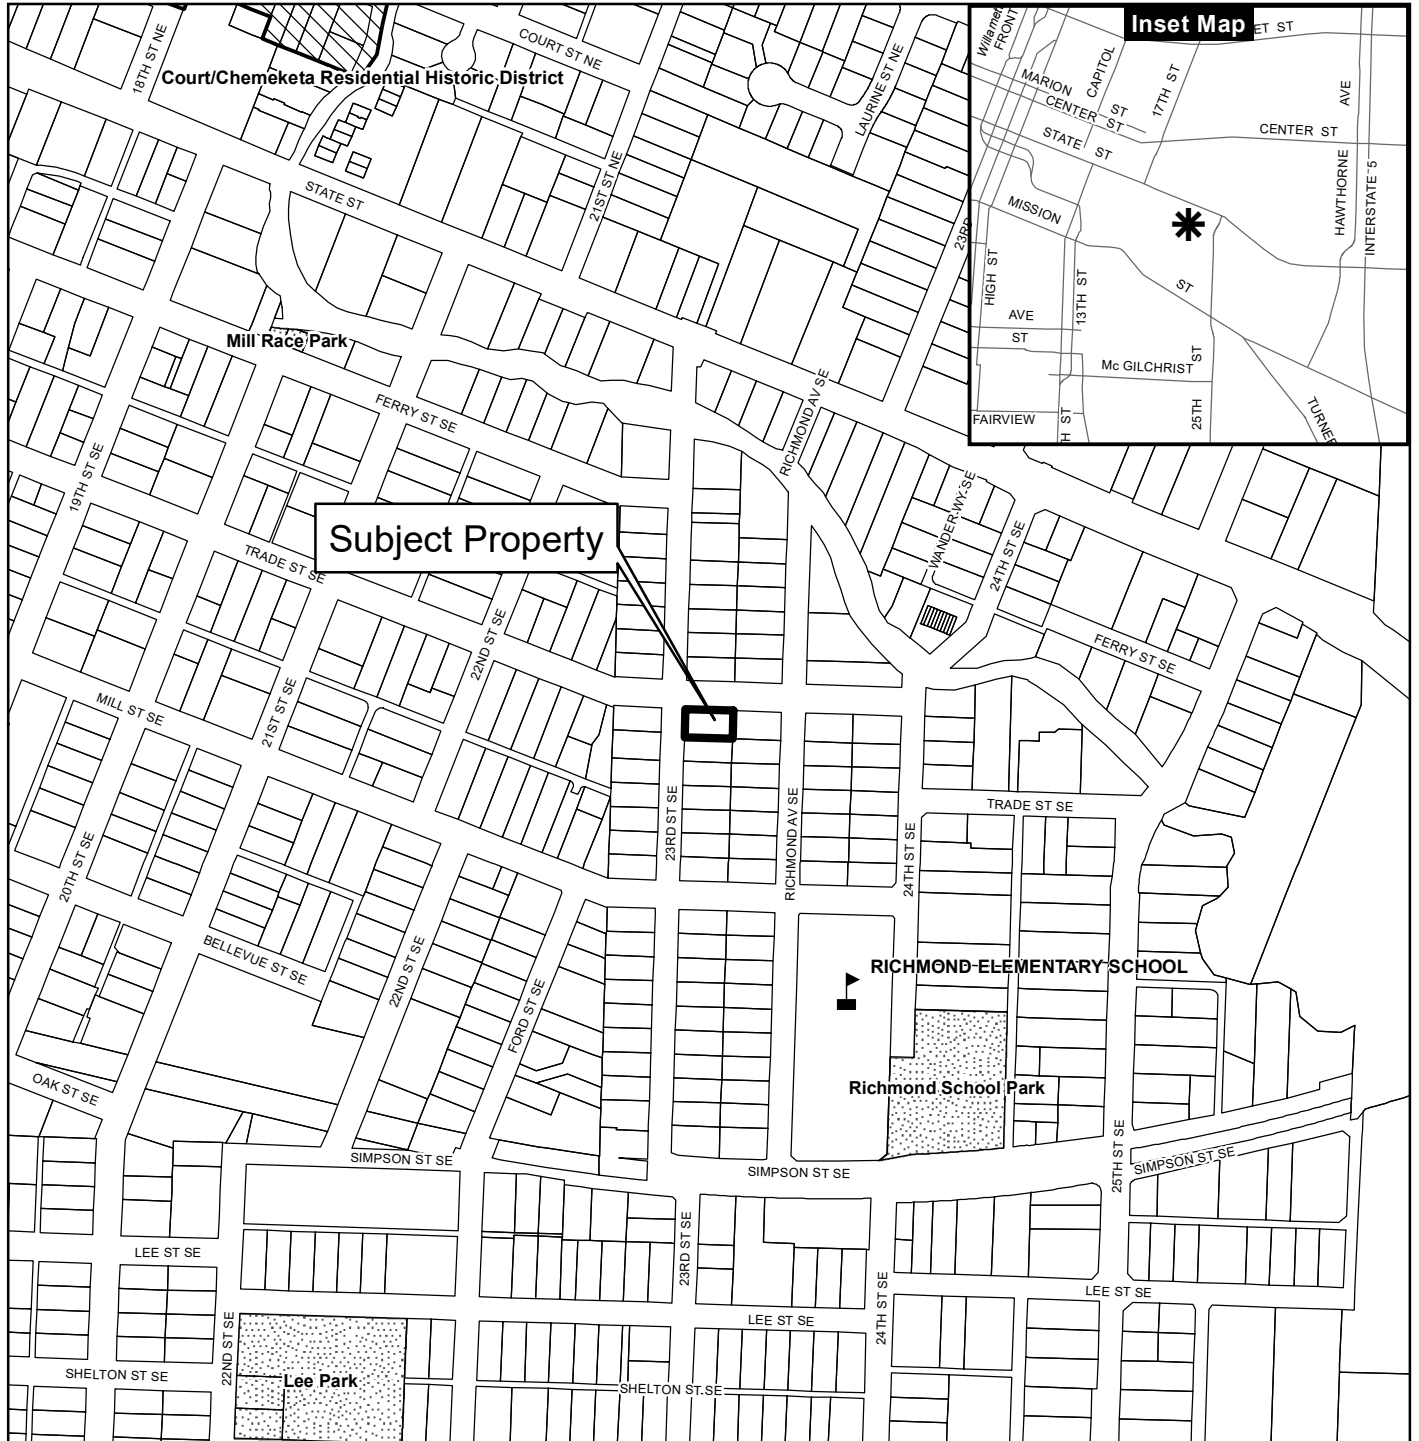 Inset Map
Willamet
FRONT
ET ST
CAPITOL
17TH ST
AVE
MARION
ST
CENTER ST
CENTER ST
STATE ST
HAWTHORNE
INTERSTATE 5
MISSION
ST
HIGH ST
13TH ST
AVE
ST
Mc GILCHRIST
ST
25TH
FAIRVIEW
H ST
TURNER
18TH ST NE
COURT ST NE
Court/Chemeketa Residential Historic District
LAURINE ST NE
STATE ST
21ST ST NE
23RD
Mill Race Park
RICHMOND AV SE
FERRY ST SE
19TH ST SE
WANDER WY SE
24TH ST SE
Subject Property
TRADE ST SE
22ND ST SE
FERRY ST SE
MILL ST SE
21ST ST SE
TRADE ST SE
23RD ST SE
RICHMOND AV SE
24TH ST SE
20TH ST SE
BELLEVUE ST SE
22ND ST SE
RICHMOND ELEMENTARY SCHOOL
FORD ST SE
Richmond School Park
OAK ST SE
SIMPSON ST SE
SIMPSON ST SE
25TH ST SE
SIMPSON ST SE
LEE ST SE
23RD ST SE
24TH ST SE
LEE ST SE
LEE ST SE
22ND ST SE
SHELTON ST SE
Lee Park
SHELTON ST SE